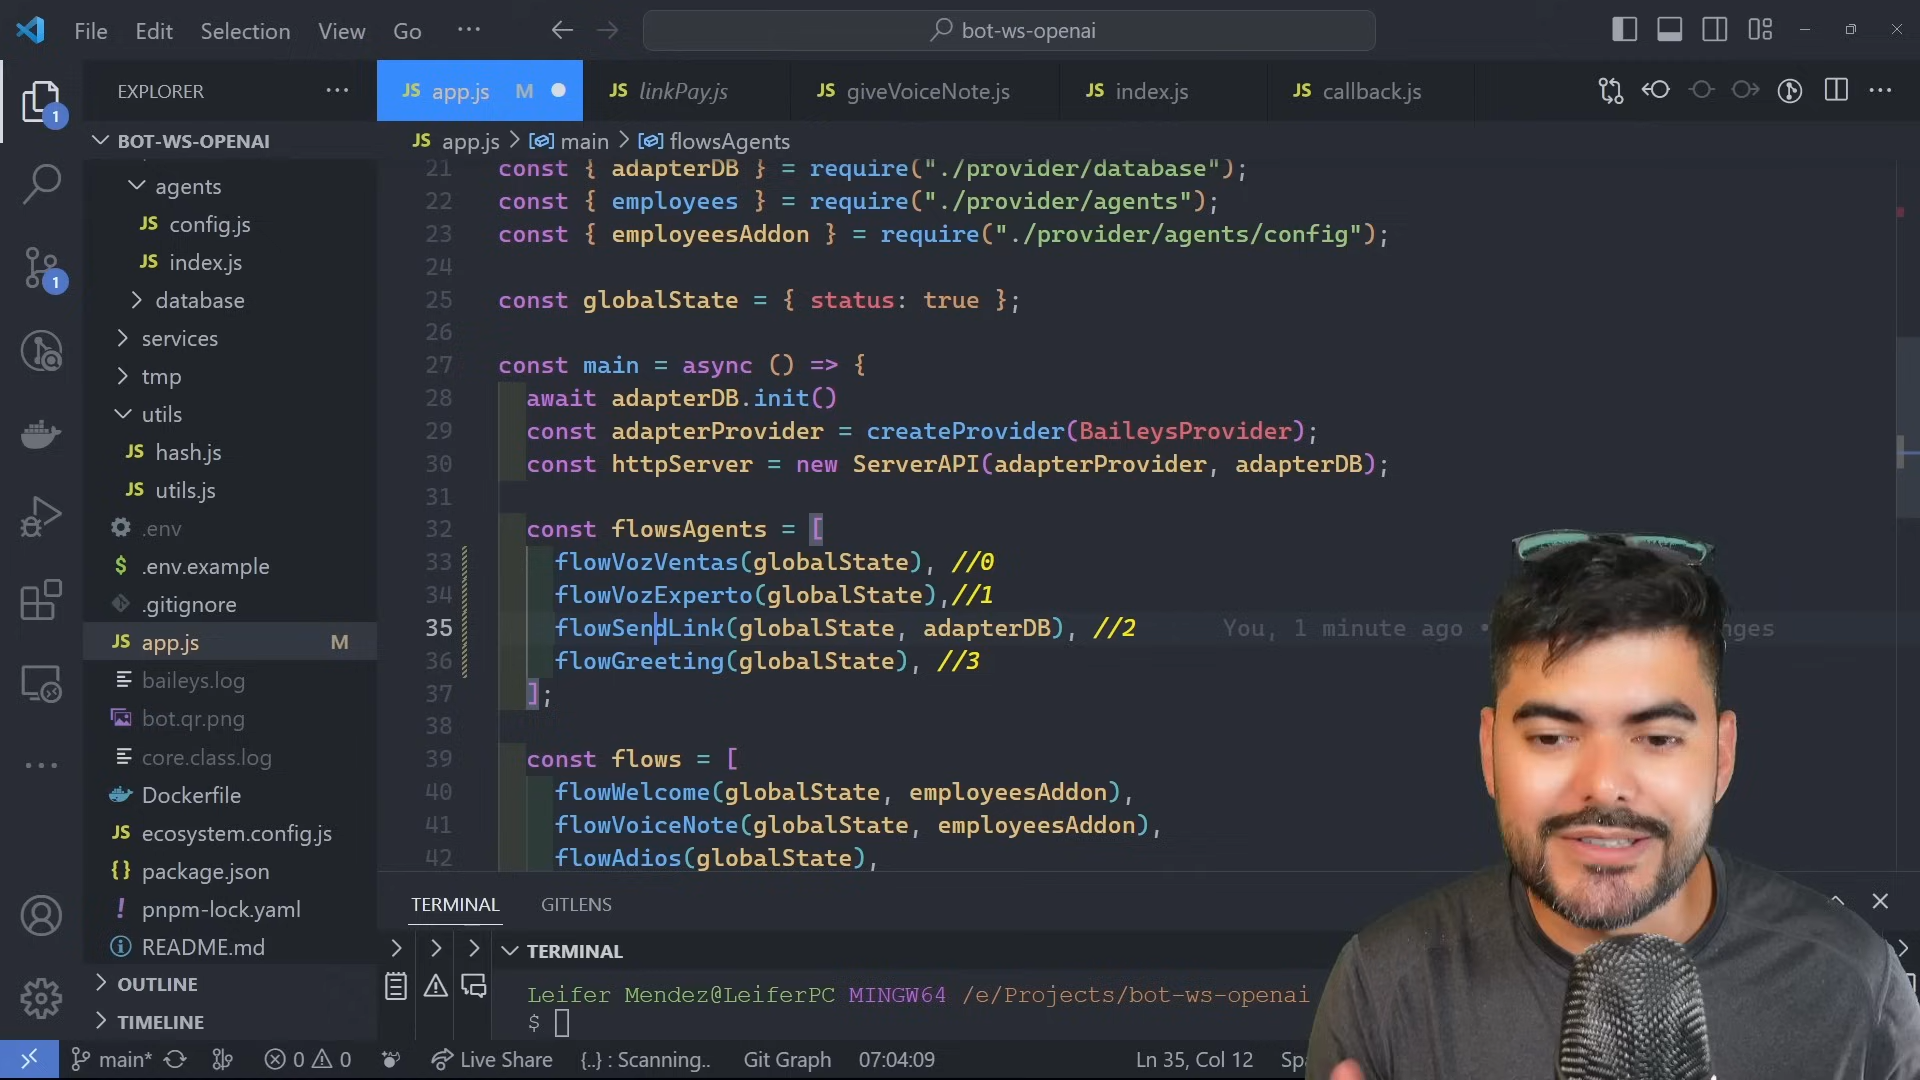 File Edit Selection View Go ··· bot-ws-openai
EXPLORER ···
JS app.js M
JS linkPay.js
JS giveVoiceNote.js
JS index.js
JS callback.js
BOT-WS-OPENAI
agents
JS config.js
JS index.js
database
services
tmp
utils
JS hash.js
JS utils.js
.env
$ .env.example
.gitignore
JS app.js M
baileys.log
bot.qr.png
core.class.log
Dockerfile
JS ecosystem.config.js
{} package.json
! pnpm-lock.yaml
README.md
OUTLINE
TIMELINE
1
1
JS app.js > main > flowsAgents
21 const { adapterDB } = require("./provider/database");
22 const { employees } = require("./provider/agents");
23 const { employeesAddon } = require("./provider/agents/config");
24
25 const globalState = { status: true };
26
27 const main = async () => {
28 await adapterDB.init()
29 const adapterProvider = createProvider(BaileysProvider);
30 const httpServer = new ServerAPI(adapterProvider, adapterDB);
31
32 const flowsAgents = [
33 flowVozVentas(globalState), //0
34 flowVozExperto(globalState),//1
35 flowSendLink(globalState, adapterDB), //2 You, 1 minute ago •
36 flowGreeting(globalState), //3
37 ];
38
39 const flows = [
40 flowWelcome(globalState, employeesAddon),
41 flowVoiceNote(globalState, employeesAddon),
42 flowAdios(globalState),
TERMINAL GITLENS
TERMINAL
Leifer Mendez@LeiferPC MINGW64 /e/Projects/bot-ws-openai
$
main* 0 0 Live Share {..} : Scanning.. Git Graph 07:04:09 Ln 35, Col 12